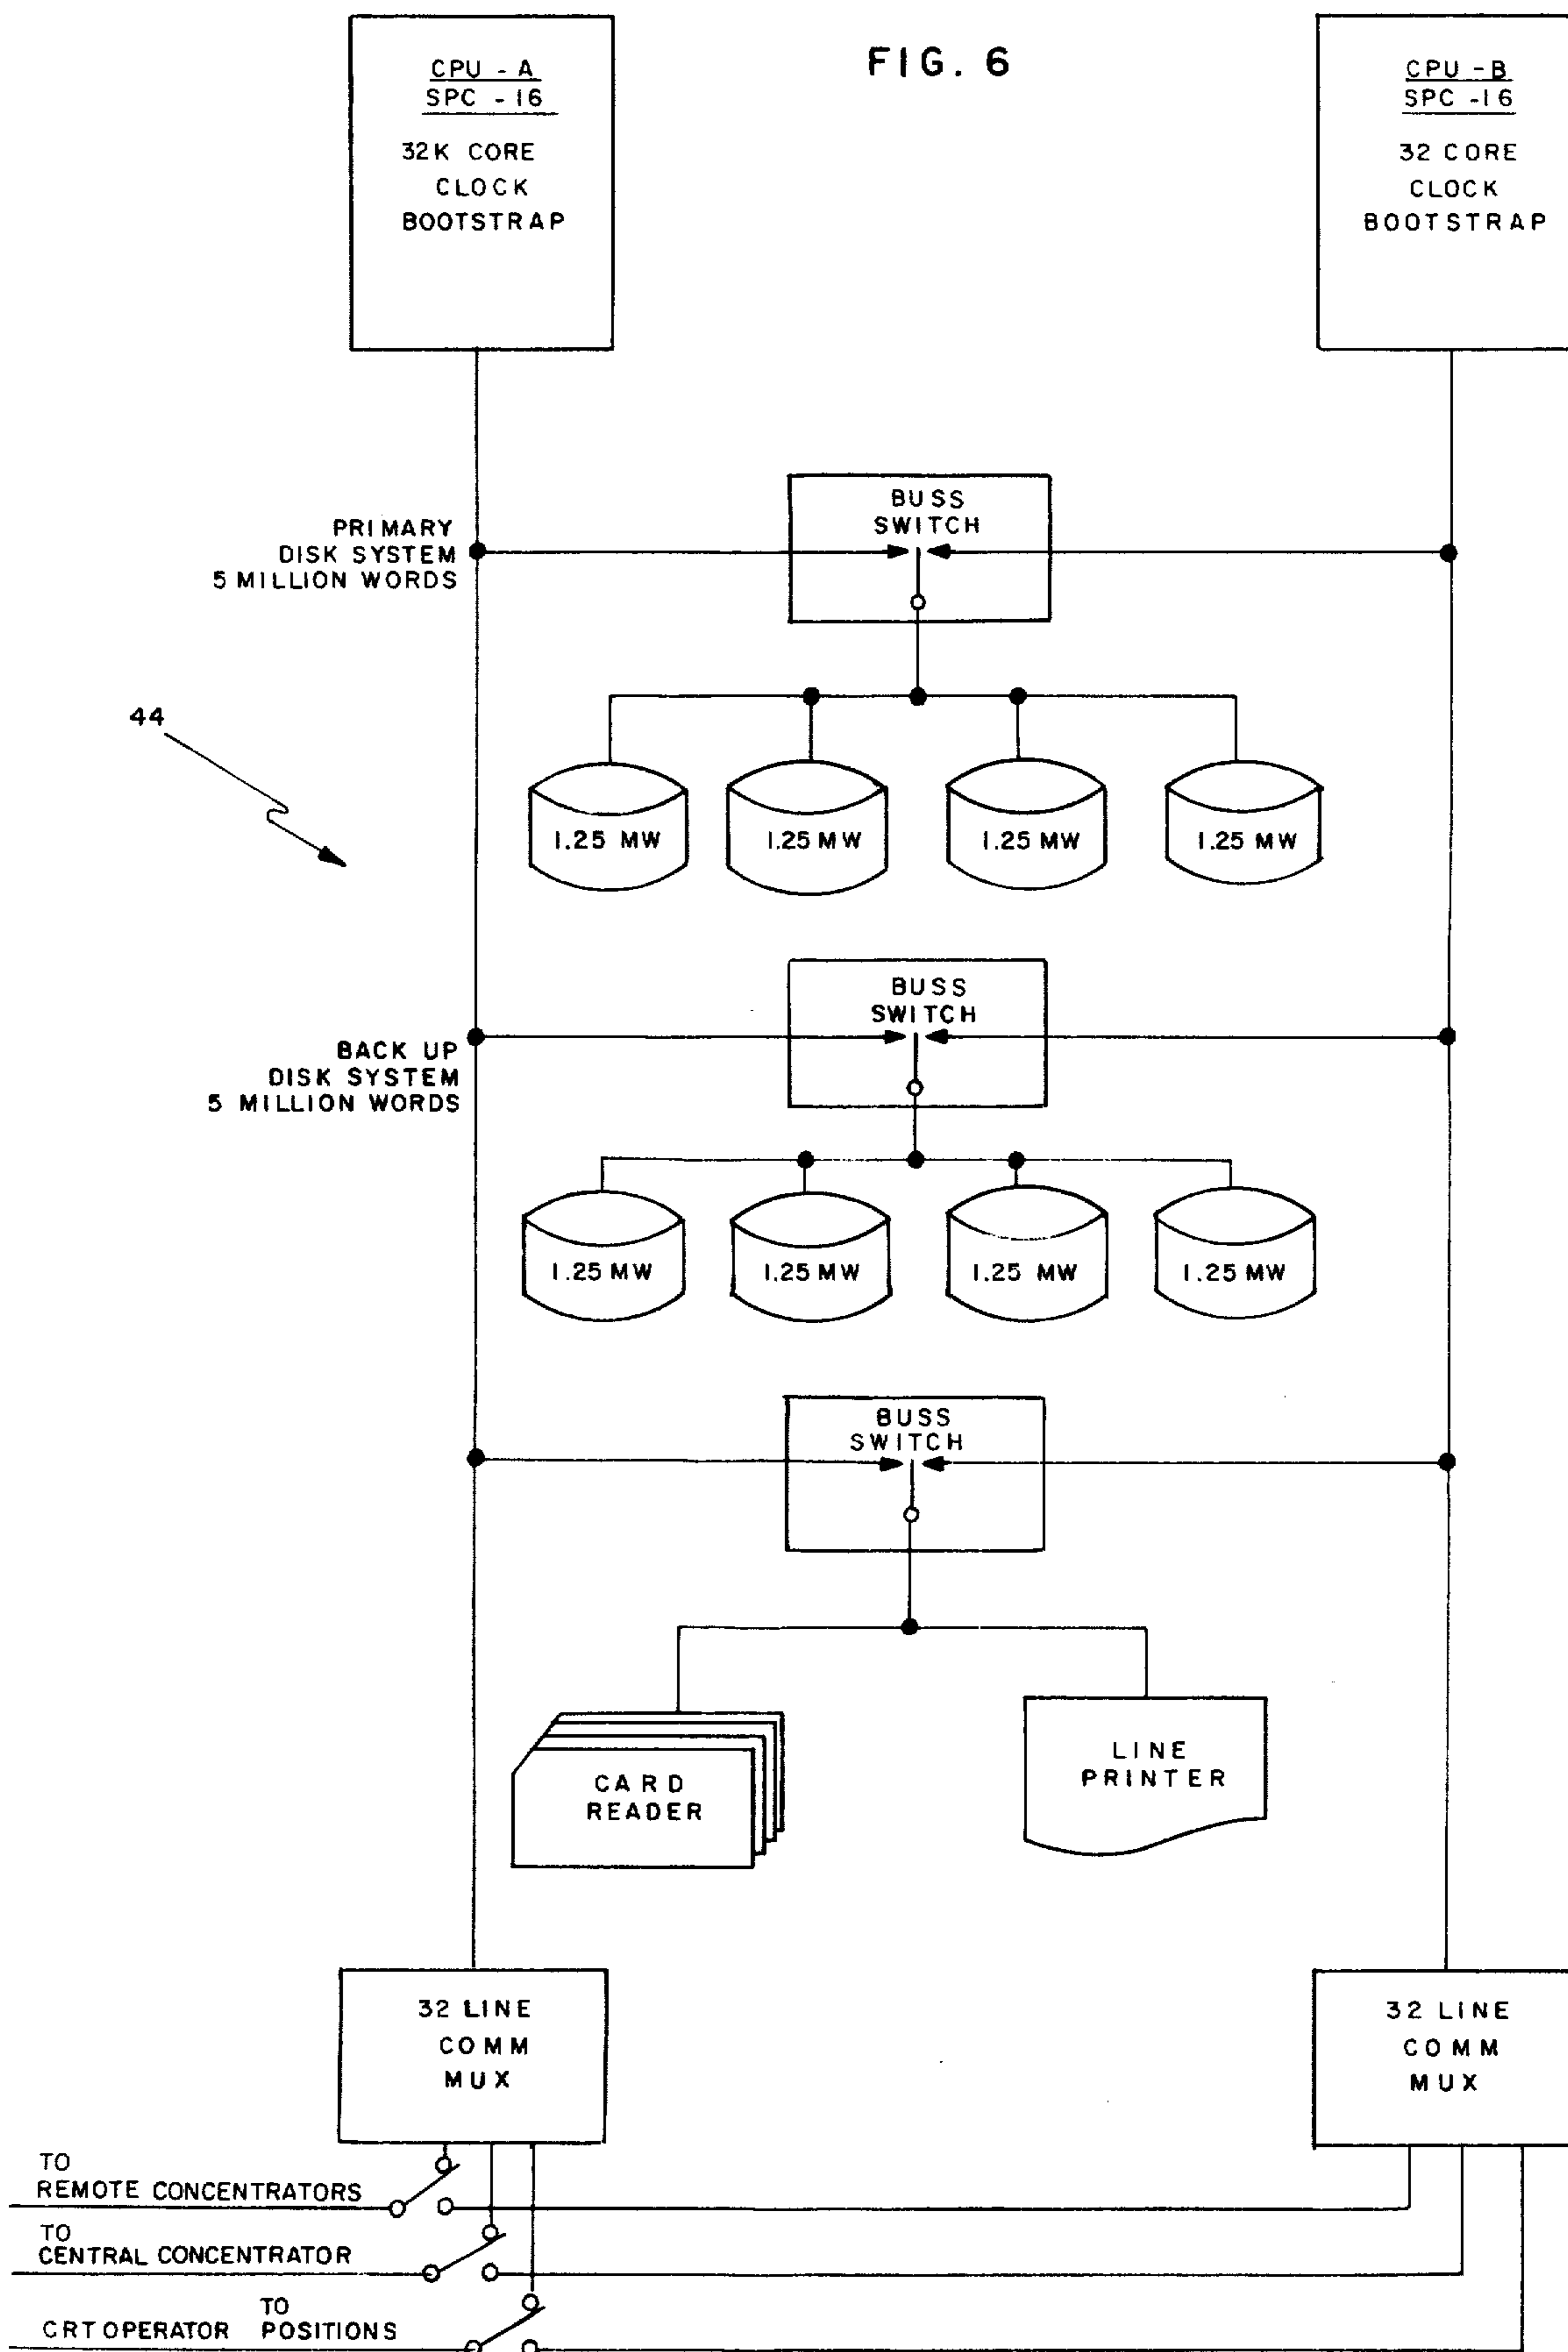 FIG. 6
CPU - A
SPC - 16
32K CORE
CLOCK
BOOTSTRAP
CPU - B
SPC - 16
32 CORE
CLOCK
BOOTSTRAP
BUSS
SWITCH
PRIMARY
DISK SYSTEM
5 MILLION WORDS
44
1.25 MW
1.25 MW
1.25 MW
1.25 MW
BUSS
SWITCH
BACK UP
DISK SYSTEM
5 MILLION WORDS
1.25 MW
1.25 MW
1.25 MW
1.25 MW
BUSS
SWITCH
CARD
READER
LINE
PRINTER
32 LINE
COMM
MUX
32 LINE
COMM
MUX
TO
REMOTE CONCENTRATORS
TO
CENTRAL CONCENTRATOR
TO
CRT OPERATOR POSITIONS